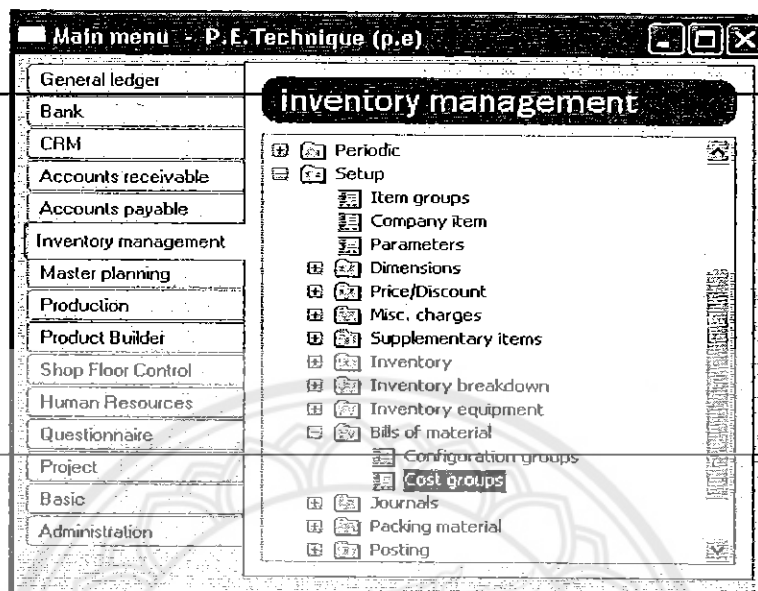 Main menu - P.E.Technique (p.e)
General ledger
Bank
CRM
Accounts receivable
Accounts payable
Inventory management
Master planning
Production
Product Builder
Shop Floor Control
Human Resources
Questionnaire
Project
Basic
Administration
inventory management
Periodic
Setup
Item groups
Company item
Parameters
Dimensions
Price/Discount
Misc. charges
Supplementary items
Inventory
Inventory breakdown
Inventory equipment
Bills of material
Configuration groups
Cost groups
Journals
Packing material
Posting